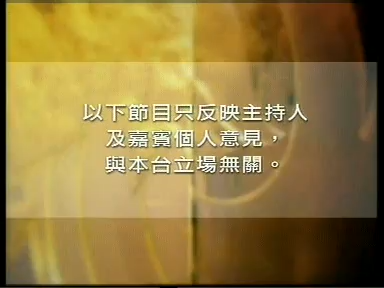 以下節目只反映主持人
及嘉賓個人意見，
與本台立場無關。